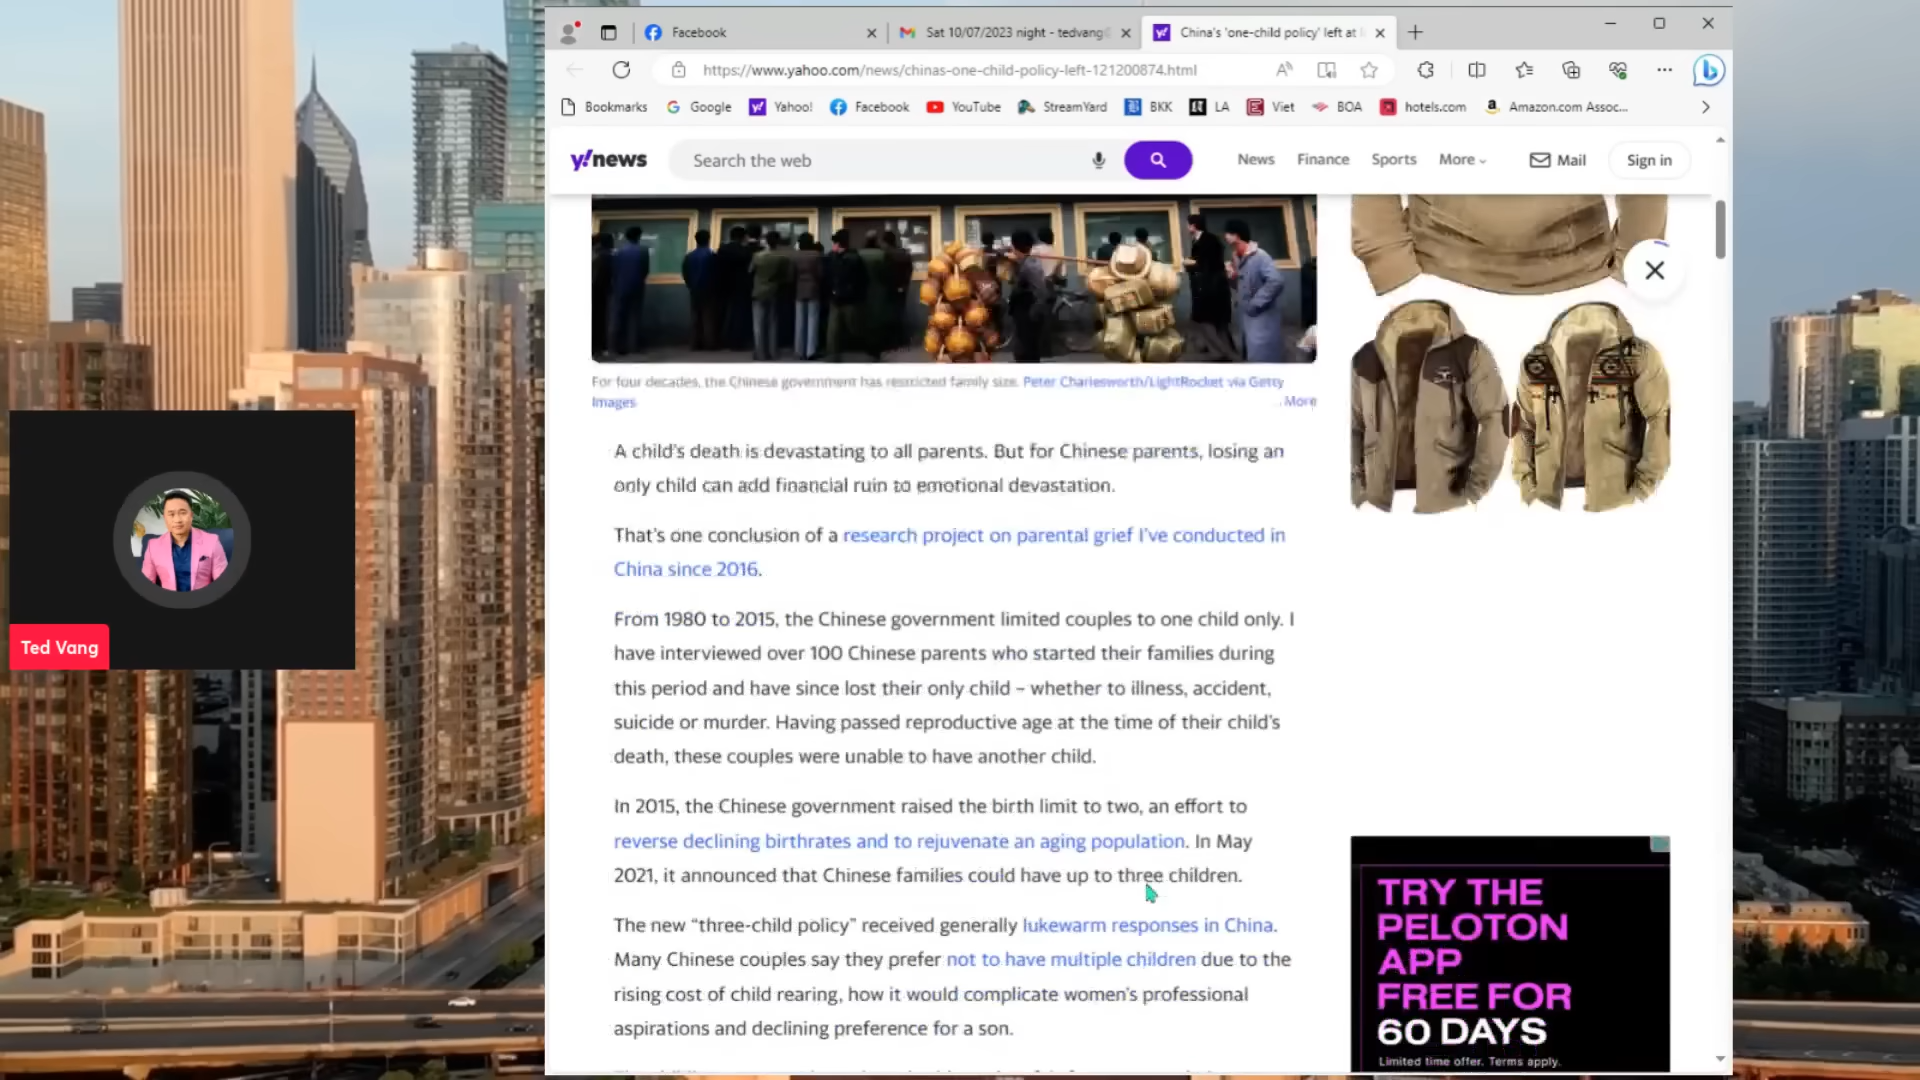 Facebook
Sat 10/07/2023 night - tedvang@
China's 'one-child policy' left at l
https://www.yahoo.com/news/chinas-one-child-policy-left-121200874.html
Bookmarks
Google
Yahoo!
Facebook
YouTube
StreamYard
BKK
LA
Viet
BOA
hotels.com
Amazon.com Assoc...
y!news
Search the web
News
Finance
Sports
More
Mail
Sign in
For four decades, the Chinese government has restricted family size. Peter Charlesworth/LightRocket via Getty
Images
More
A child's death is devastating to all parents. But for Chinese parents, losing an
only child can add financial ruin to emotional devastation.
That's one conclusion of a research project on parental grief I've conducted in
China since 2016.
From 1980 to 2015, the Chinese government limited couples to one child only. I
have interviewed over 100 Chinese parents who started their families during
this period and have since lost their only child – whether to illness, accident,
suicide or murder. Having passed reproductive age at the time of their child's
death, these couples were unable to have another child.
In 2015, the Chinese government raised the birth limit to two, an effort to
reverse declining birthrates and to rejuvenate an aging population. In May
2021, it announced that Chinese families could have up to three children.
The new “three-child policy” received generally lukewarm responses in China.
Many Chinese couples say they prefer not to have multiple children due to the
rising cost of child rearing, how it would complicate women's professional
aspirations and declining preference for a son.
TRY THE
PELOTON
APP
FREE FOR
60 DAYS
Limited time offer. Terms apply.
Ted Vang